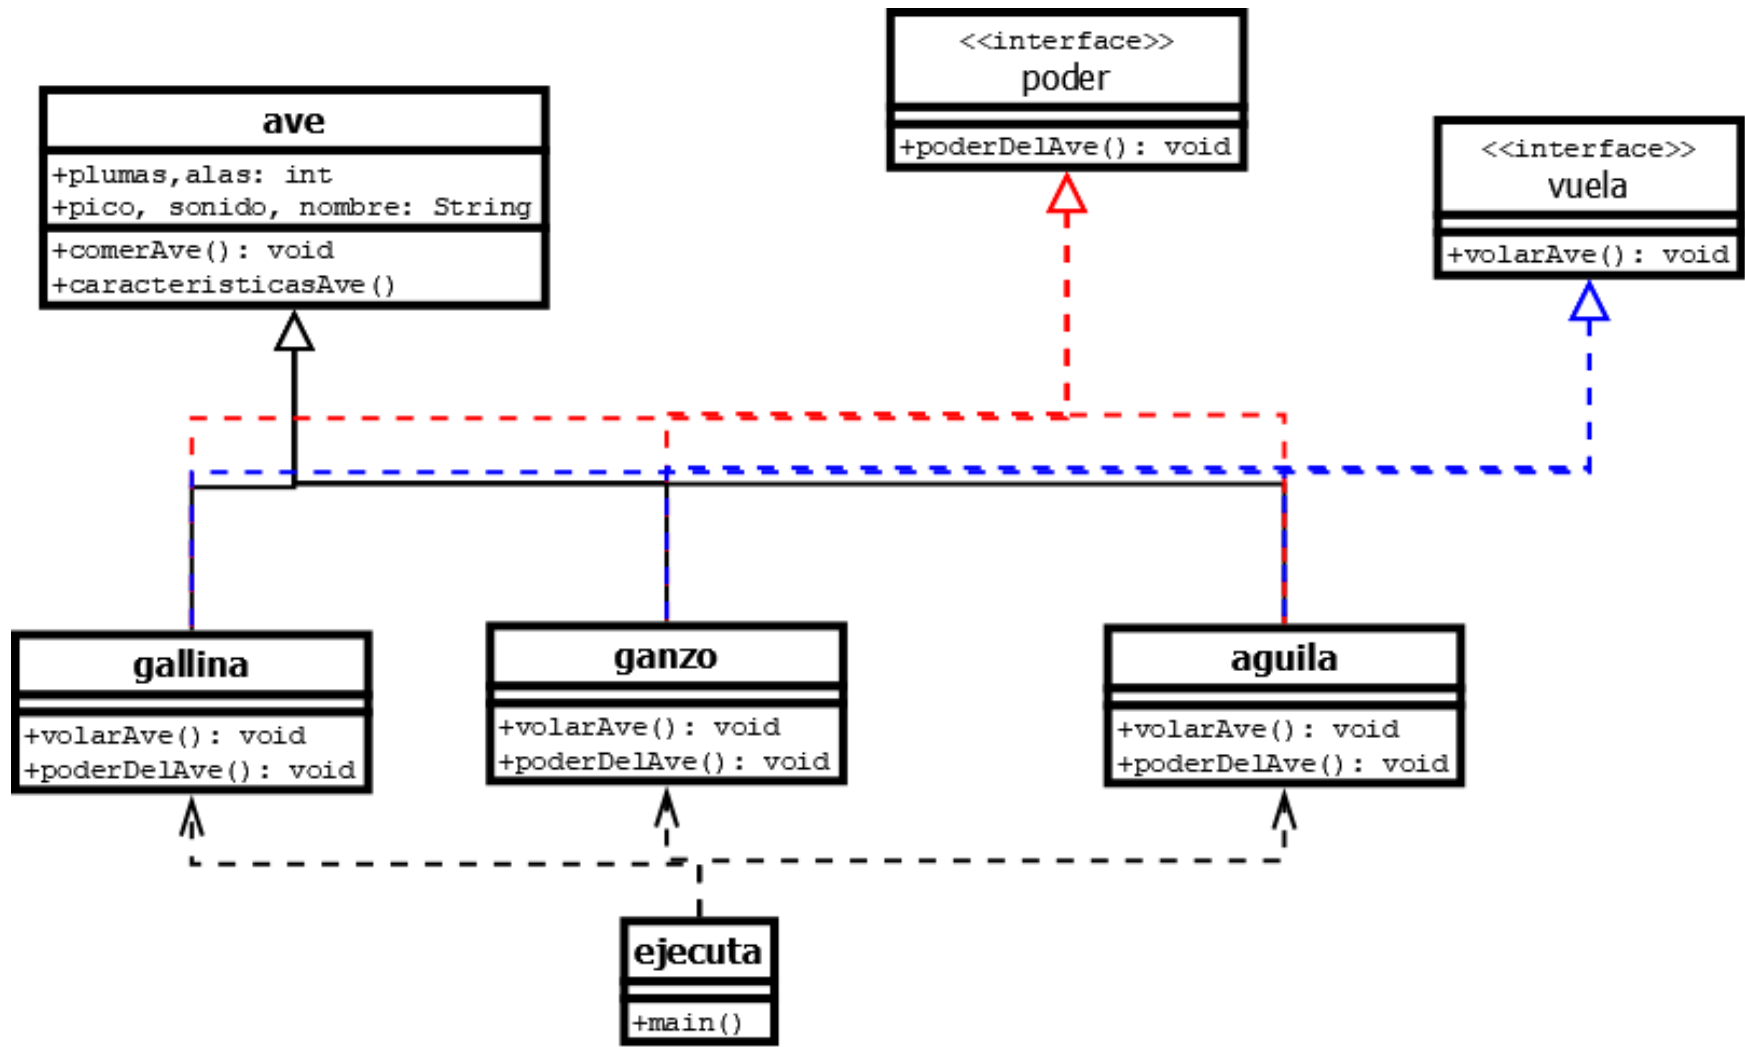 <<interface>>
poder
+poderDelAve(): void
ave
+plumas,alas: int
+pico, sonido, nombre: String
+comerAve(): void
+caracteristicasAve()
<<interface>>
vuela
+volarAve(): void
gallina
+volarAve(): void
+poderDelAve(): void
ganzo
+volarAve(): void
+poderDelAve(): void
aguila
+volarAve(): void
+poderDelAve(): void
ejecuta
+main()